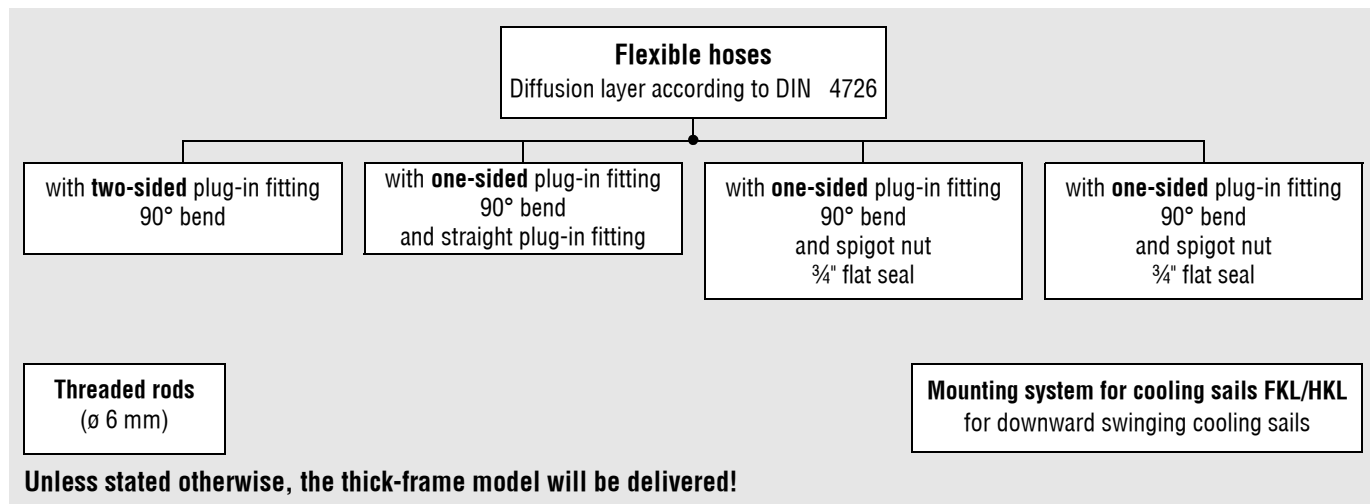 Flexible hoses
Diffusion layer according to DIN 4726
with two-sided plug-in fitting
90° bend
with one-sided plug-in fitting
90° bend
and straight plug-in fitting
with one-sided plug-in fitting
90° bend
and spigot nut
¾" flat seal
with one-sided plug-in fitting
90° bend
and spigot nut
¾" flat seal
Threaded rods
(ø 6 mm)
Mounting system for cooling sails FKL/HKL
for downward swinging cooling sails
Unless stated otherwise, the thick-frame model will be delivered!